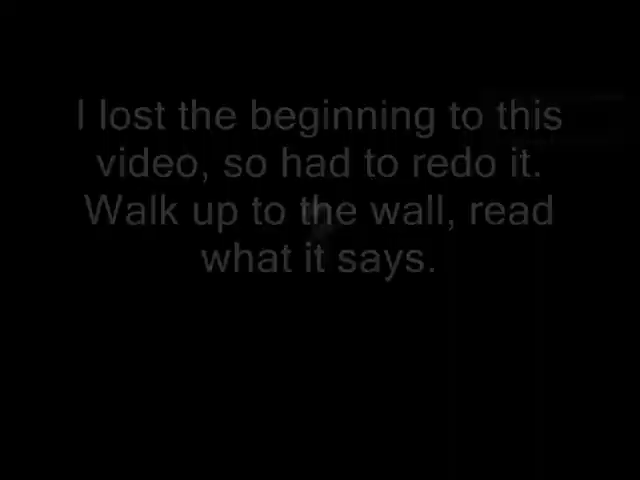 I lost the beginning to this
video, so had to redo it.
Walk up to the wall, read
what it says.